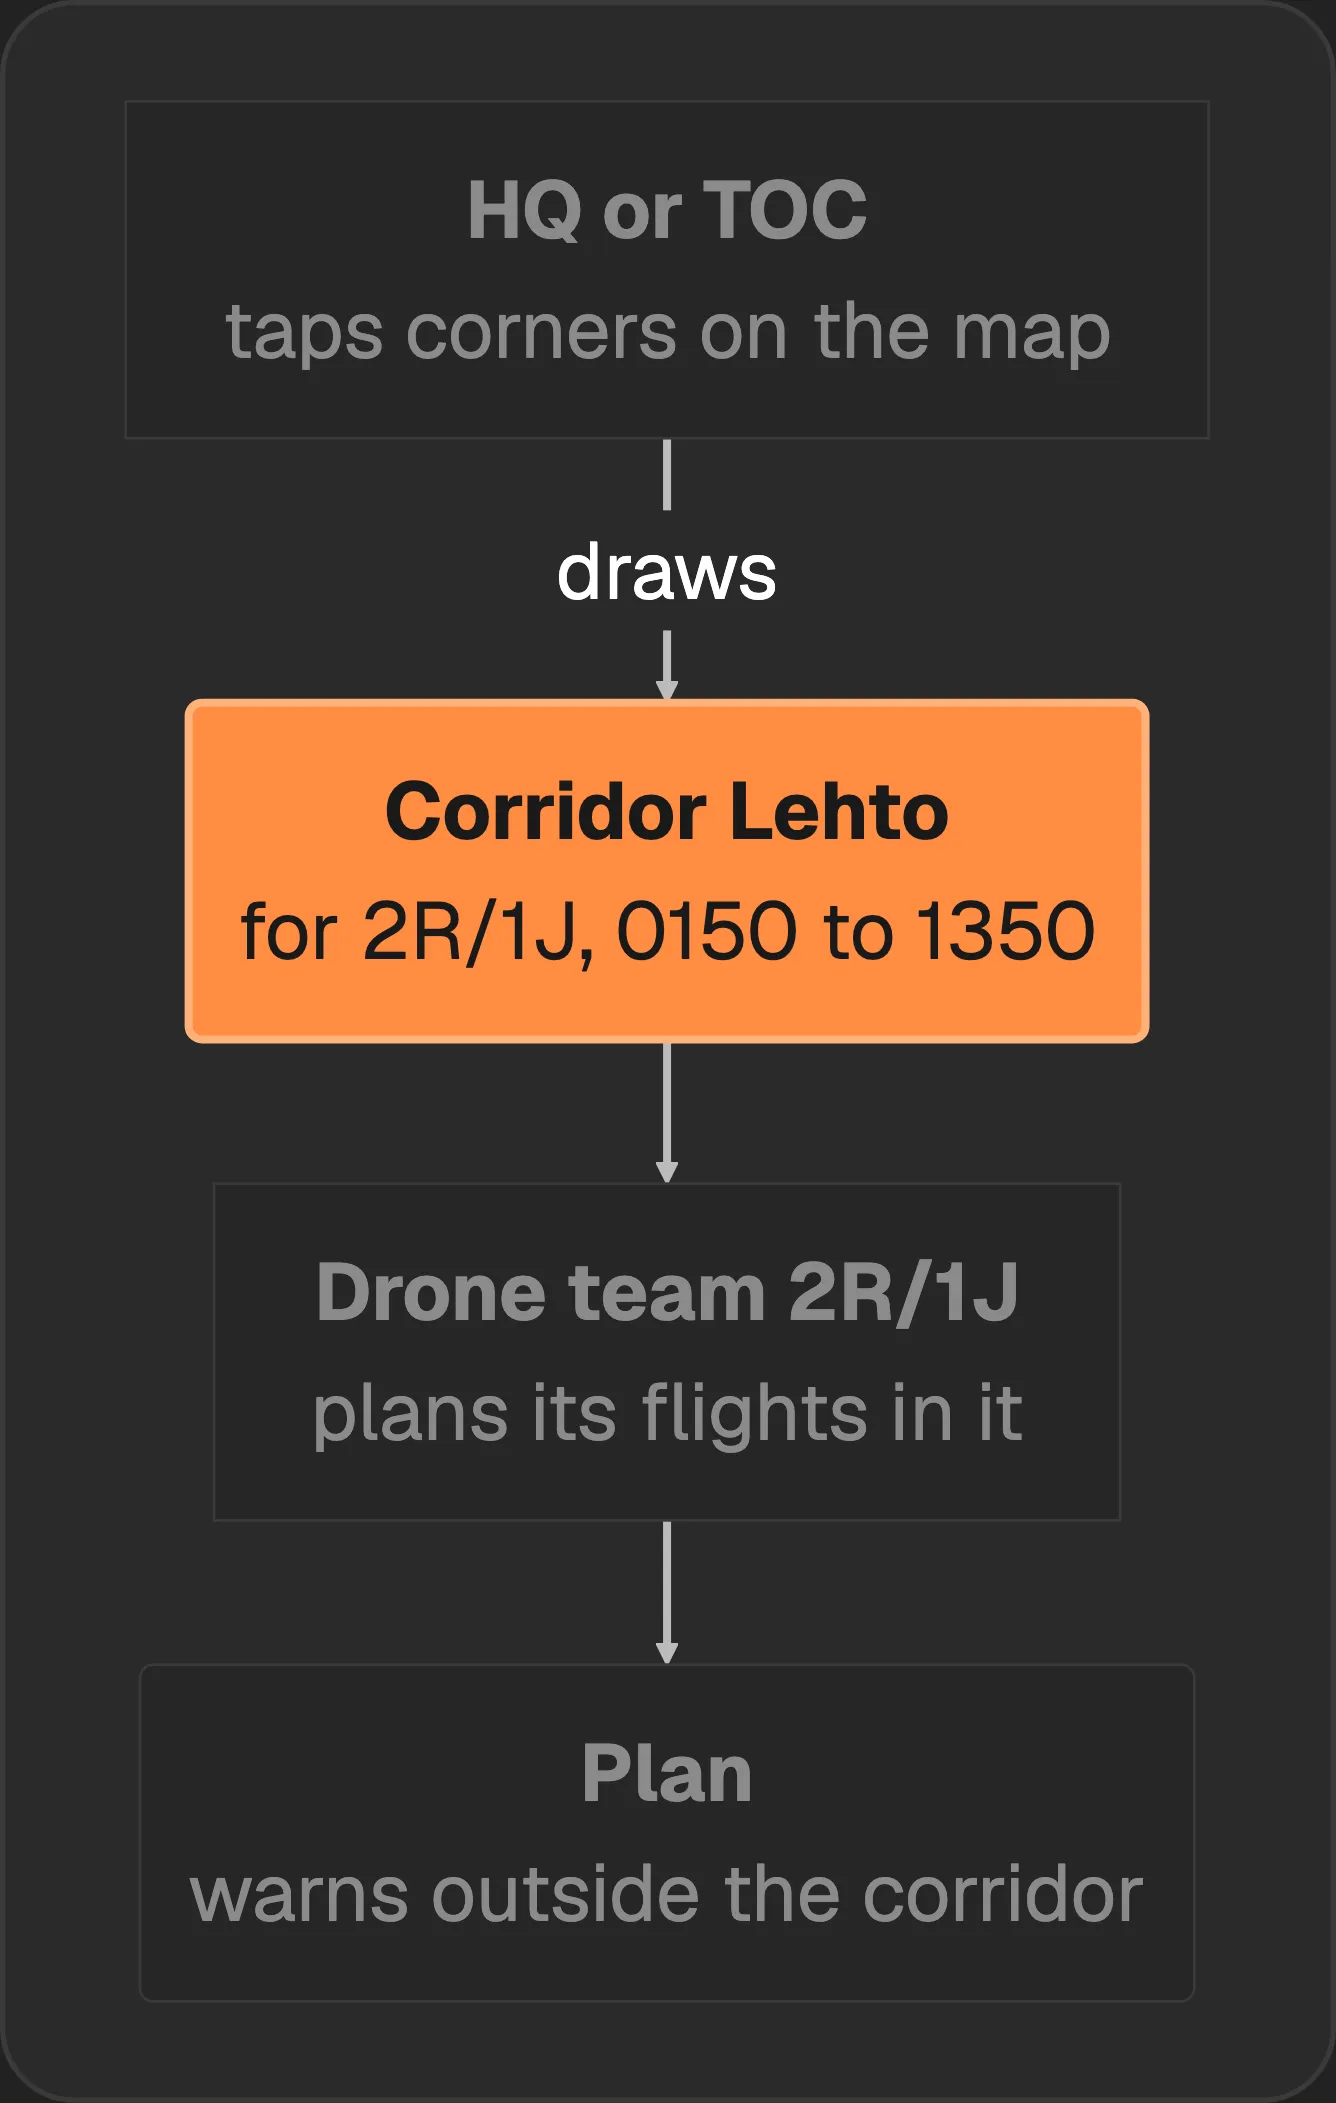 HQ or TOC
taps corners on the map
draws
Corridor Lehto
for 2R/1J, 0150 to 1350
Drone team 2R/1J
plans its flights in it
Plan
warns outside the corridor